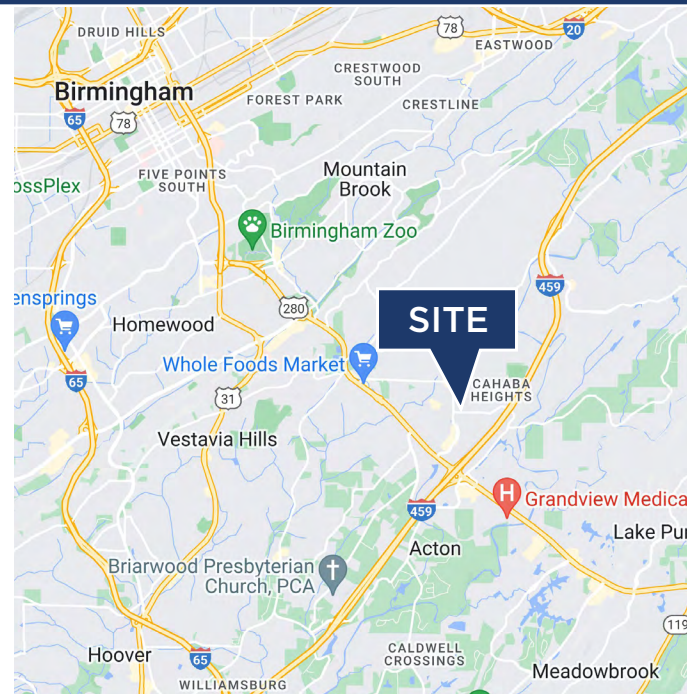 DRUID HILLS
78
20
EASTWOOD
CRESTWOOD
SOUTH
Birmingham
FOREST PARK
CRESTLINE
65
78
FIVE POINTS
SOUTH
Mountain
Brook
ossPlex
Birmingham Zoo
459
ensprings
280
SITE
Homewood
Whole Foods Market
65
CAHABA
HEIGHTS
31
Vestavia Hills
H
Grandview Medica
459
Lake Pur
Acton
Briarwood Presbyterian
Church, PCA
119
Hoover
65
CALDWELL
CROSSINGS
WILLIAMSBURG
Meadowbrook